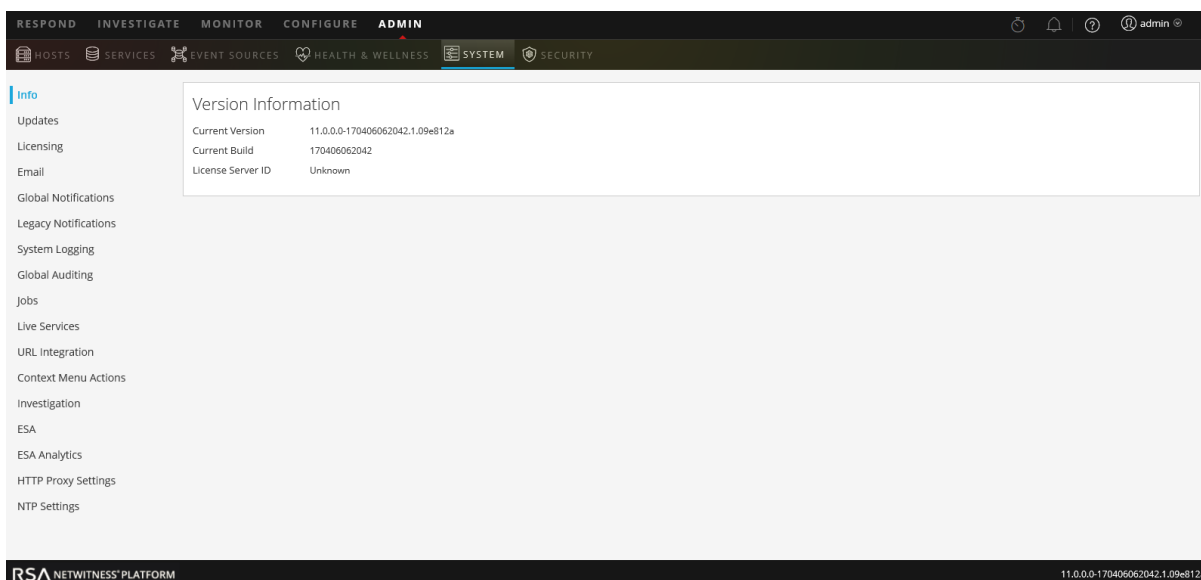 RESPOND INVESTIGATE MONITOR CONFIGURE ADMIN admin
HOSTS SERVICES EVENT SOURCES HEALTH & WELLNESS SYSTEM SECURITY
Info
Updates
Licensing
Email
Global Notifications
Legacy Notifications
System Logging
Global Auditing
Jobs
Live Services
URL Integration
Context Menu Actions
Investigation
ESA
ESA Analytics
HTTP Proxy Settings
NTP Settings
Version Information
Current Version 11.0.0.0-170406062042.1.09e812a
Current Build 170406062042
License Server ID Unknown
RSA NETWITNESS® PLATFORM 11.0.0.0-170406062042.1.09e812